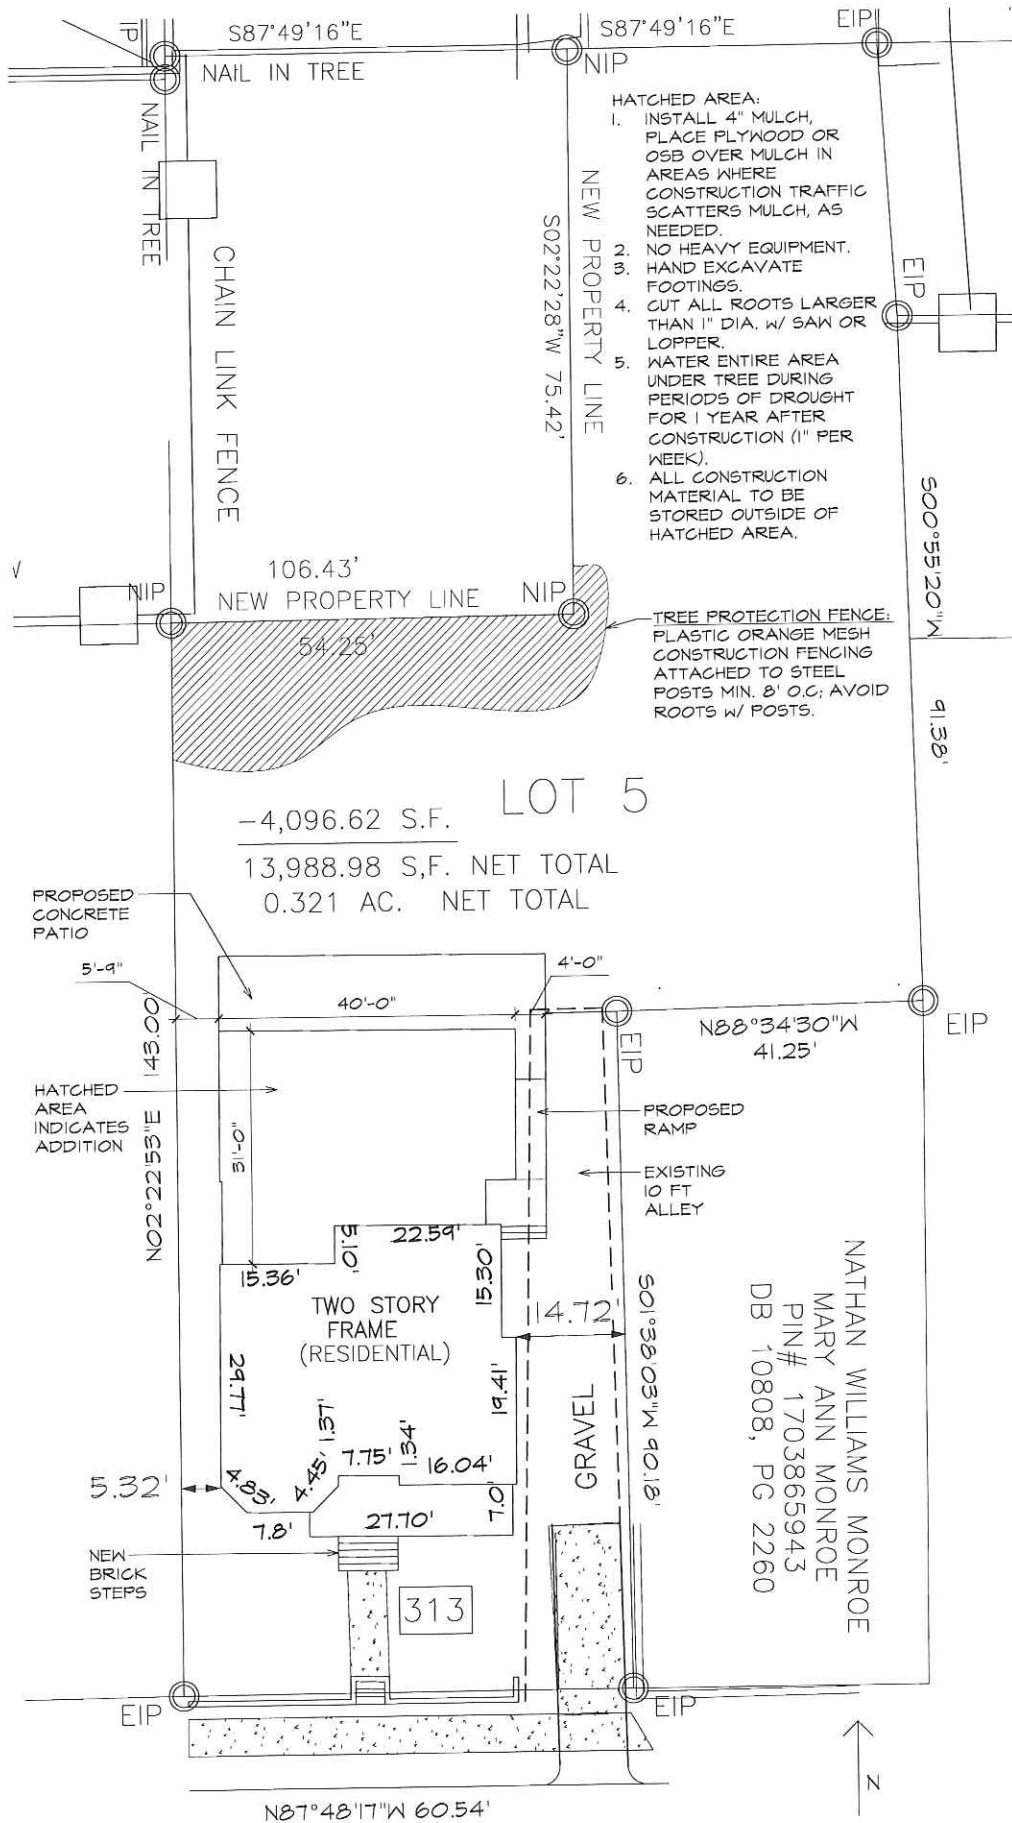 IP
S87°49'16"E
S87°49'16"E
EIP
NAIL IN TREE
NIP
NAIL IN TREE
HATCHED AREA:
1. INSTALL 4" MULCH,
PLACE PLYWOOD OR
OSB OVER MULCH IN
AREAS WHERE
CONSTRUCTION TRAFFIC
SCATTERS MULCH, AS
NEEDED.
2. NO HEAVY EQUIPMENT.
3. HAND EXCAVATE
FOOTINGS.
4. CUT ALL ROOTS LARGER
THAN 1" DIA. W/ SAW OR
LOPPER.
5. WATER ENTIRE AREA
UNDER TREE DURING
PERIODS OF DROUGHT
FOR 1 YEAR AFTER
CONSTRUCTION (1" PER
WEEK).
6. ALL CONSTRUCTION
MATERIAL TO BE
STORED OUTSIDE OF
HATCHED AREA.
NEW PROPERTY LINE
S02°22'28"W 75.42'
CHAIN LINK FENCE
EIP
S00°55'20"W
91.38'
106.43'
NIP
NEW PROPERTY LINE
NIP
54.25'
TREE PROTECTION FENCE:
PLASTIC ORANGE MESH
CONSTRUCTION FENCING
ATTACHED TO STEEL
POSTS MIN. 8' O.C; AVOID
ROOTS W/ POSTS.
LOT 5
-4,096.62 S.F.
13,988.98 S,F. NET TOTAL
0.321 AC. NET TOTAL
PROPOSED
CONCRETE
PATIO
5'-9"
4'-0"
40'-0"
N02°22'53"E 143.00
N88°34'30"W
41.25'
EIP
EIP
HATCHED
AREA
INDICATES
ADDITION
31'-0"
PROPOSED
RAMP
EXISTING
10 FT
ALLEY
22.59'
5.10'
15.36'
15.30'
TWO STORY
FRAME
(RESIDENTIAL)
14.72'
29.77'
19.41'
S01°38'03"W 90.18'
GRAVEL
1.37'
7.75'
1.34'
16.04'
4.83'
4.45'
5.32'
7.8'
27.70'
7.0'
NATHAN WILLIAMS MONROE
MARY ANN MONROE
PIN# 1703865943
DB 10808, PG 2260
NEW
BRICK
STEPS
313
EIP
EIP
N
N87°48'17"W 60.54'